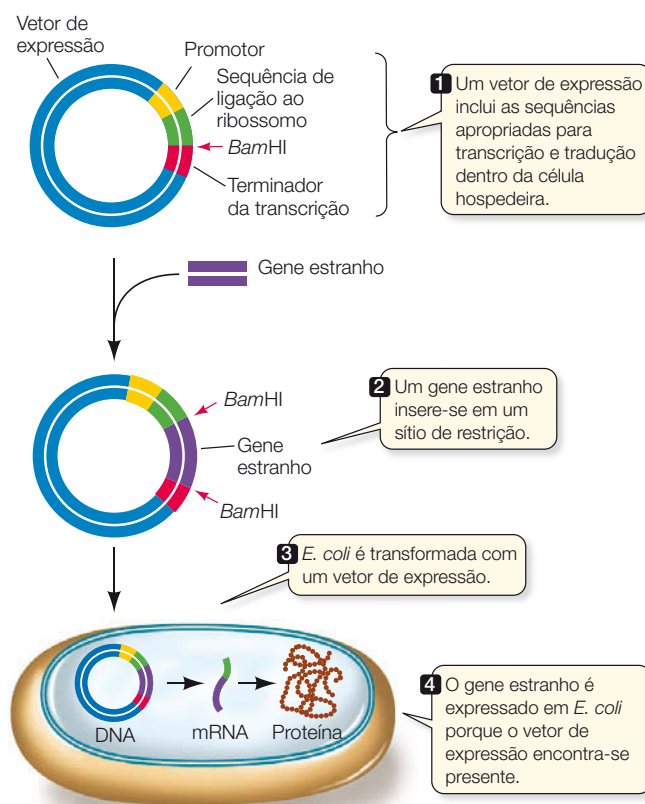 Vetor de
expressão
Promotor
Sequência de
ligação ao
ribossomo
BamHI
Terminador
da transcrição
1 Um vetor de expressão
inclui as sequências
apropriadas para
transcrição e tradução
dentro da célula
hospedeira.
Gene estranho
BamHI
Gene
estranho
BamHI
2 Um gene estranho
insere-se em um
sítio de restrição.
3 E. coli é transformada com
um vetor de expressão.
DNA
mRNA
Proteína
4 O gene estranho é
expressado em E. coli
porque o vetor de
expressão encontra-se
presente.